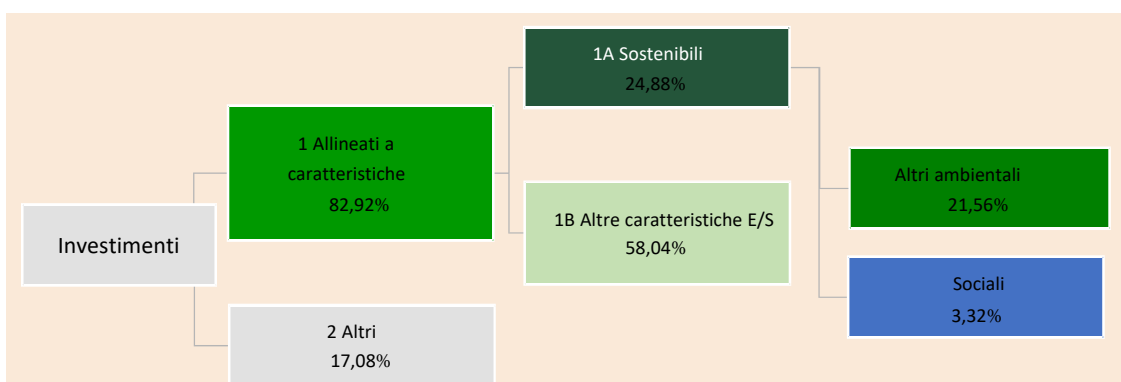 Investimenti
1 Allineati a
caratteristiche
82,92%
2 Altri
17,08%
1A Sostenibili
24,88%
1B Altre caratteristiche E/S
58,04%
Altri ambientali
21,56%
Sociali
3,32%